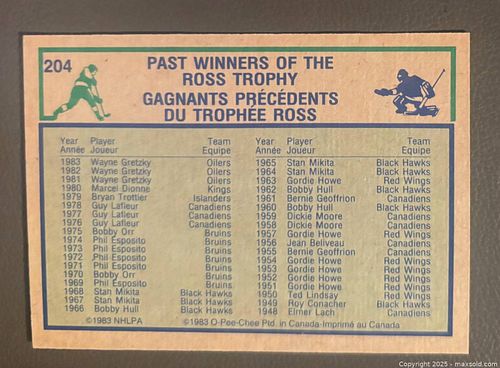 204
PAST WINNERS OF THE
ROSS TROPHY
GAGNANTS PRÉCÉDENTS
DU TROPHÉE ROSS
Year Player Team
Année Joueur Equipe
1983 Wayne Gretzky Oilers
1982 Wayne Gretzky Oilers
1981 Wayne Gretzky Oilers
1980 Marcel Dionne Kings
1979 Bryan Trottier Islanders
1978 Guy Lafleur Canadiens
1977 Guy Lafleur Canadiens
1976 Guy Lafleur Canadiens
1975 Bobby Orr Bruins
1974 Phil Esposito Bruins
1973 Phil Esposito Bruins
1972 Phil Esposito Bruins
1971 Phil Esposito Bruins
1970 Bobby Orr Bruins
1969 Phil Esposito Bruins
1968 Stan Mikita Black Hawks
1967 Stan Mikita Black Hawks
1966 Bobby Hull Black Hawks
Year Player Team
Année Joueur Equipe
1965 Stan Mikita Black Hawks
1964 Stan Mikita Black Hawks
1963 Gordie Howe Red Wings
1962 Bobby Hull Black Hawks
1961 Bernie Geoffrion Canadiens
1960 Bobby Hull Black Hawks
1959 Dickie Moore Canadiens
1958 Dickie Moore Canadiens
1957 Gordie Howe Red Wings
1956 Jean Beliveau Canadiens
1955 Bernie Geoffrion Canadiens
1954 Gordie Howe Red Wings
1953 Gordie Howe Red Wings
1952 Gordie Howe Red Wings
1951 Gordie Howe Red Wings
1950 Ted Lindsay Red Wings
1949 Roy Conacher Black Hawks
1948 Elmer Lach Canadiens
©1983 NHLPA ©1983 O-Pee-Chee Ptd. in Canada-Imprimé au Canada
Copyright 2025 - maxsold.com